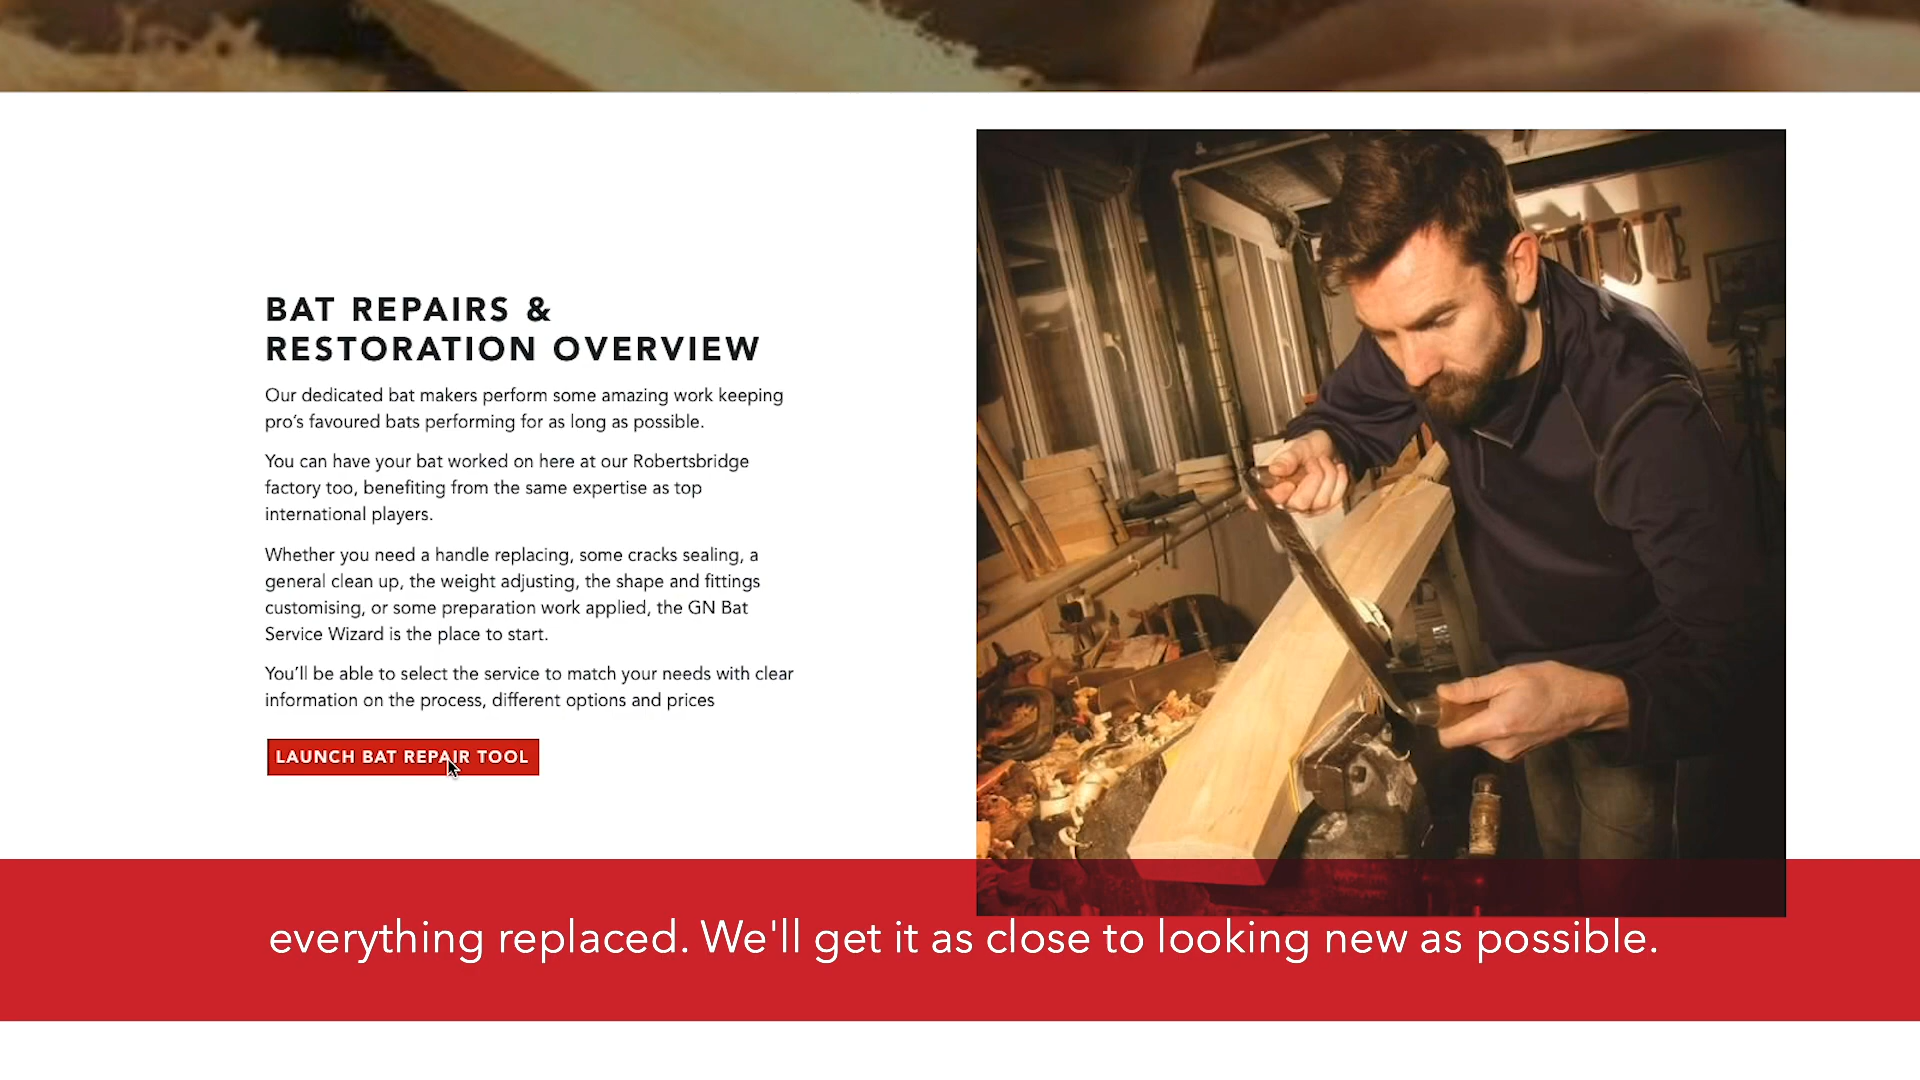 BAT REPAIRS &
RESTORATION OVERVIEW
Our dedicated bat makers perform some amazing work keeping
pro’s favoured bats performing for as long as possible.
You can have your bat worked on here at our Robertsbridge
factory too, benefiting from the same expertise as top
international players.
Whether you need a handle replacing, some cracks sealing, a
general clean up, the weight adjusting, the shape and fittings
customising, or some preparation work applied, the GN Bat
Service Wizard is the place to start.
You’ll be able to select the service to match your needs with clear
information on the process, different options and prices
LAUNCH BAT REPAIR TOOL
everything replaced. We'll get it as close to looking new as possible.